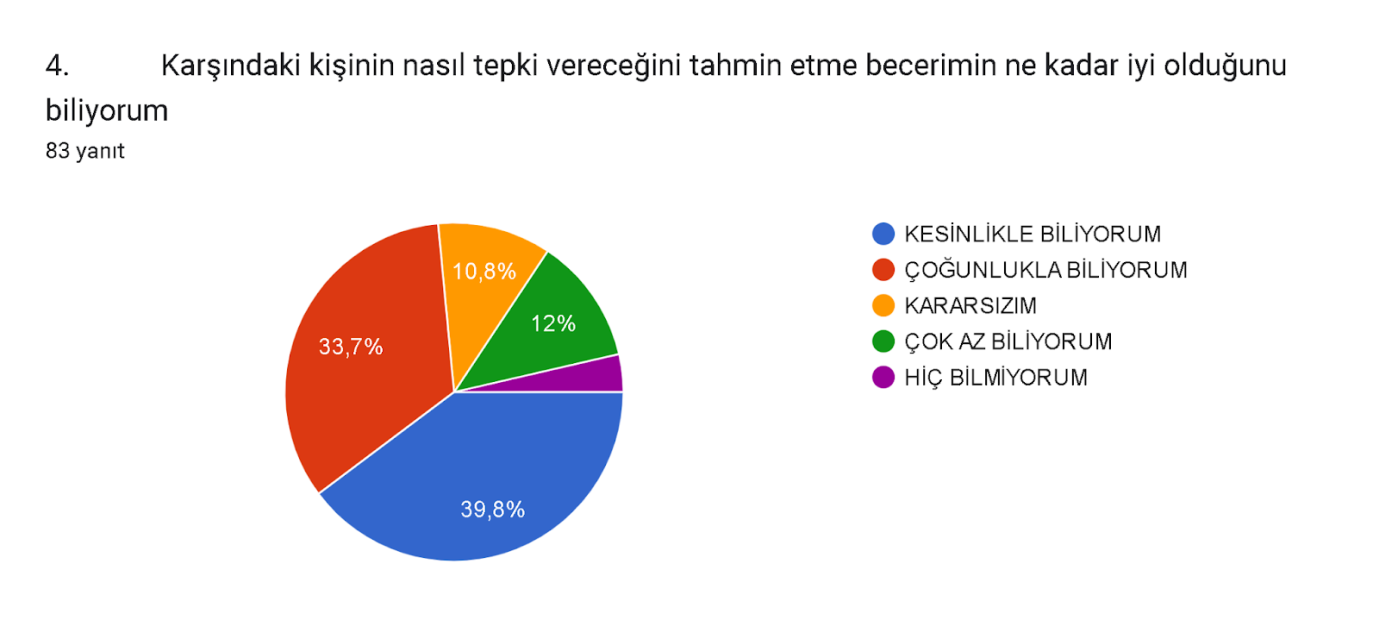 4. Karşındaki kişinin nasıl tepki vereceğini tahmin etme becerimin ne kadar iyi olduğunu
biliyorum
83 yanıt
KESİNLİKLE BİLİYORUM
ÇOĞUNLUKLA BİLİYORUM
KARARSIZIM
ÇOK AZ BİLİYORUM
HİÇ BİLMİYORUM
10,8%
12%
33,7%
39,8%